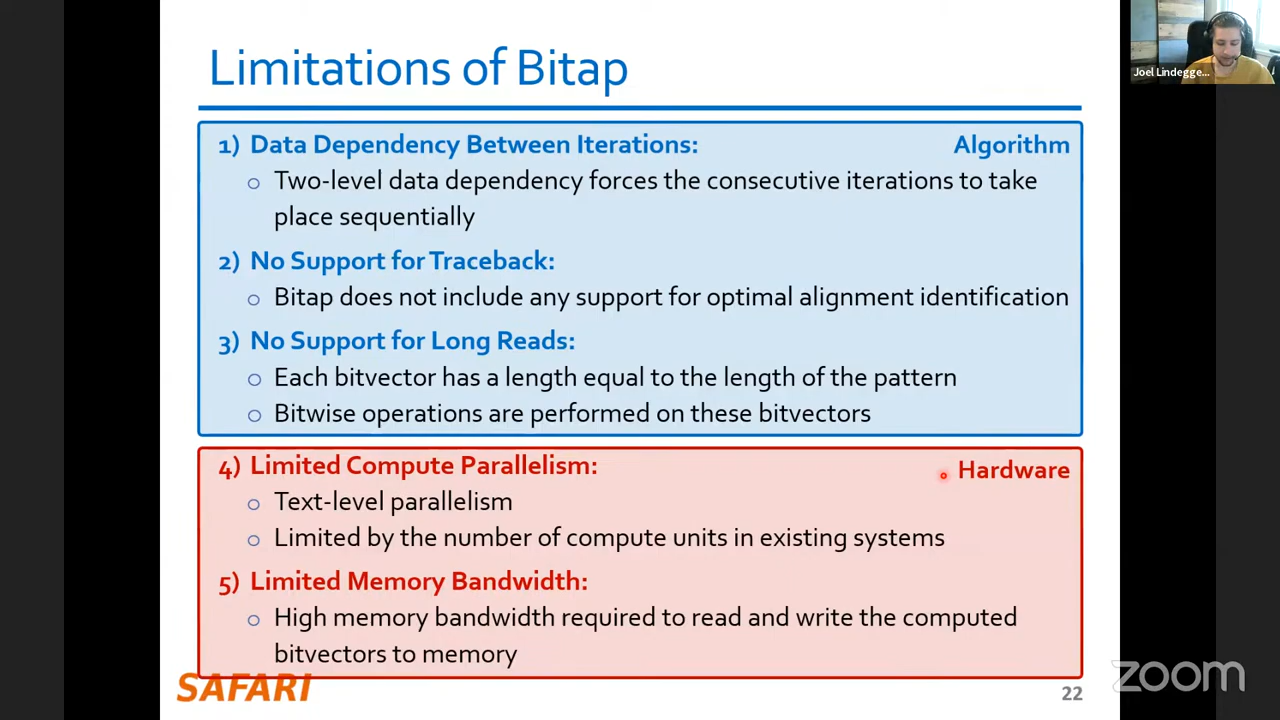 Limitations of Bitap
Joel Lindegge...
1) Data Dependency Between Iterations:
Algorithm
○ Two-level data dependency forces the consecutive iterations to take
place sequentially
2) No Support for Traceback:
○ Bitap does not include any support for optimal alignment identification
3) No Support for Long Reads:
○ Each bitvector has a length equal to the length of the pattern
○ Bitwise operations are performed on these bitvectors
4) Limited Compute Parallelism:
Hardware
○ Text-level parallelism
○ Limited by the number of compute units in existing systems
5) Limited Memory Bandwidth:
○ High memory bandwidth required to read and write the computed
bitvectors to memory
SAFARI
22
zoom